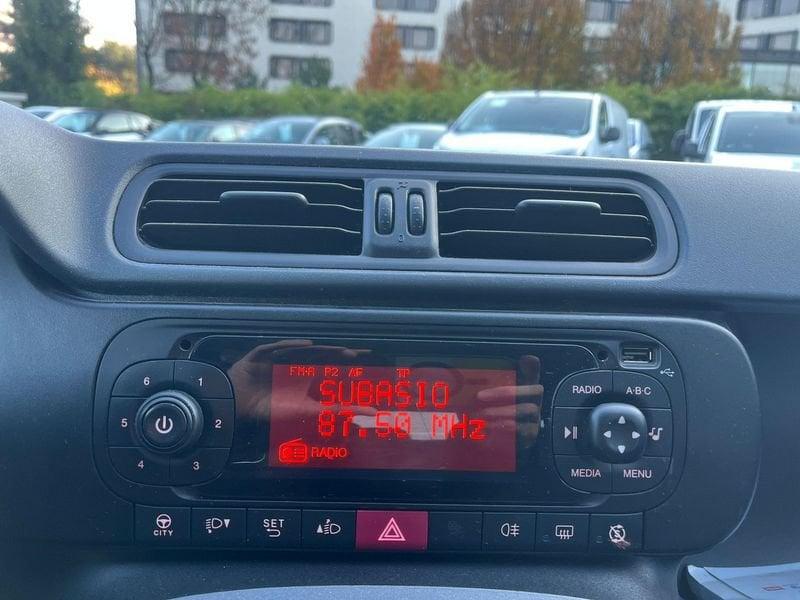 FM-A P2 AF TP
SUBASIO
87.50 MHz
RADIO
6 1
5 2
4 3
RADIO A·B·C
MEDIA MENU
CITY
SET